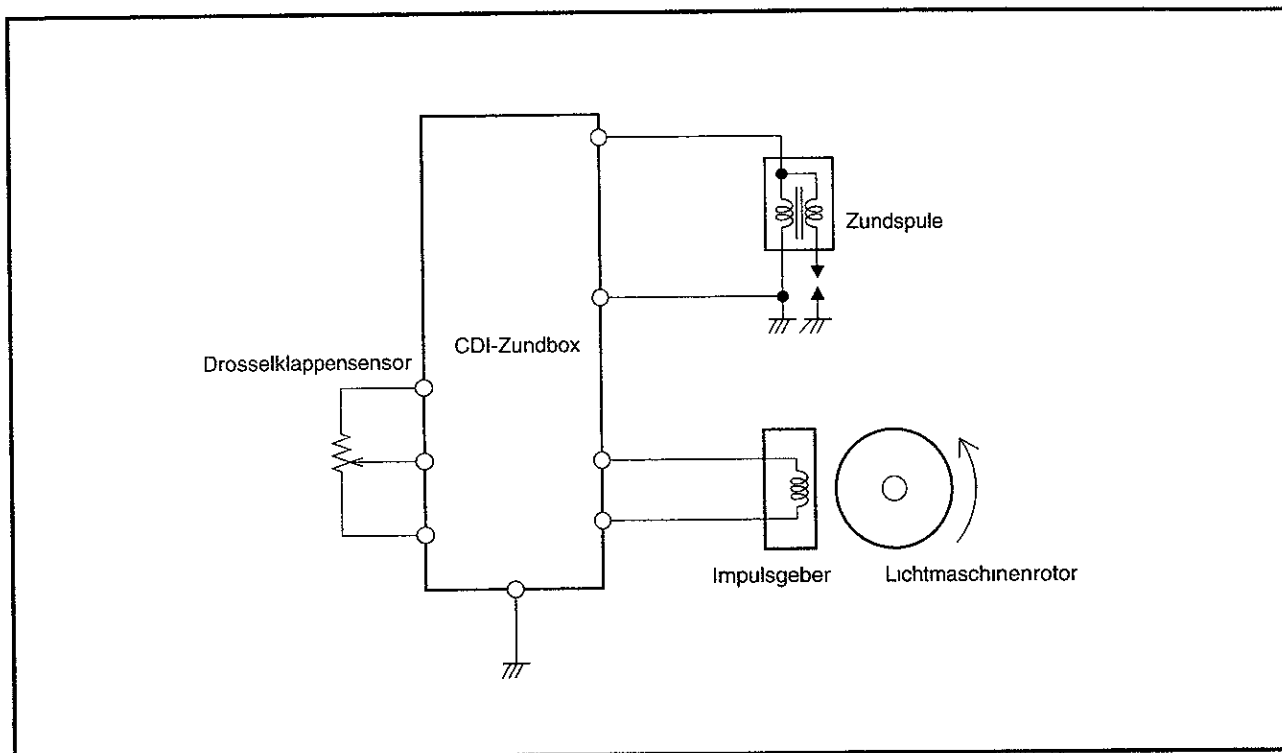 Zundspule
CDI-Zundbox
Drosselklappensensor
Impulsgeber
Lichtmaschinenrotor